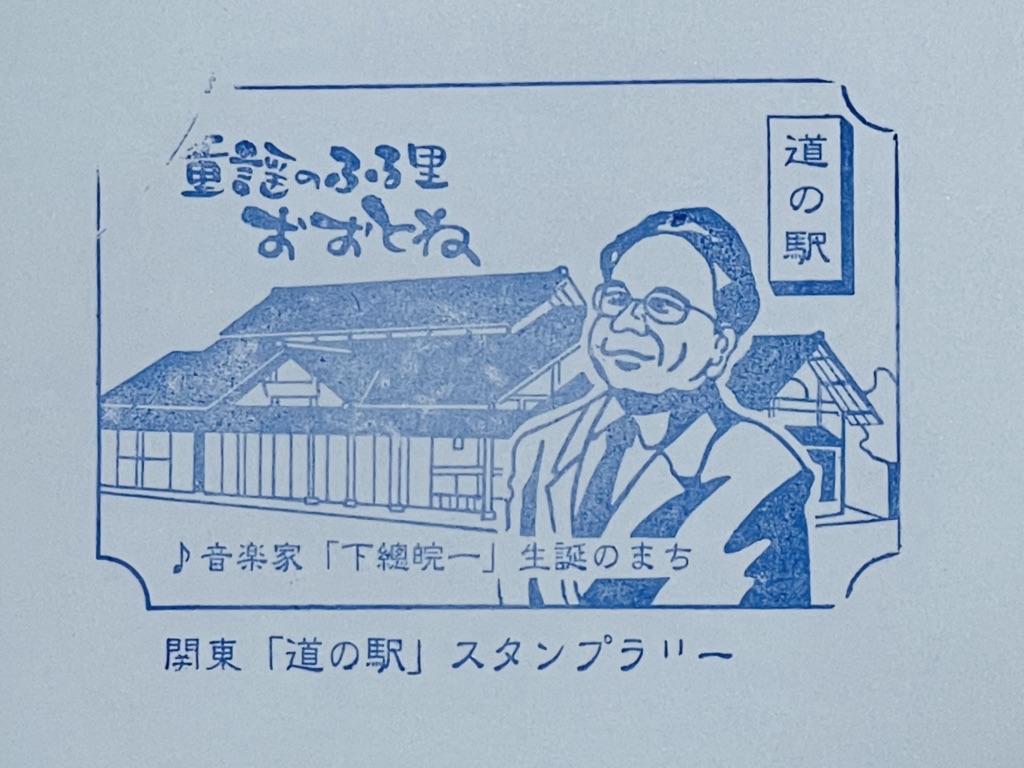 童謡のふる里
おおとね
道の駅
♪音楽家「下總皖一」生誕のまち
関東「道の駅」スタンプラリー